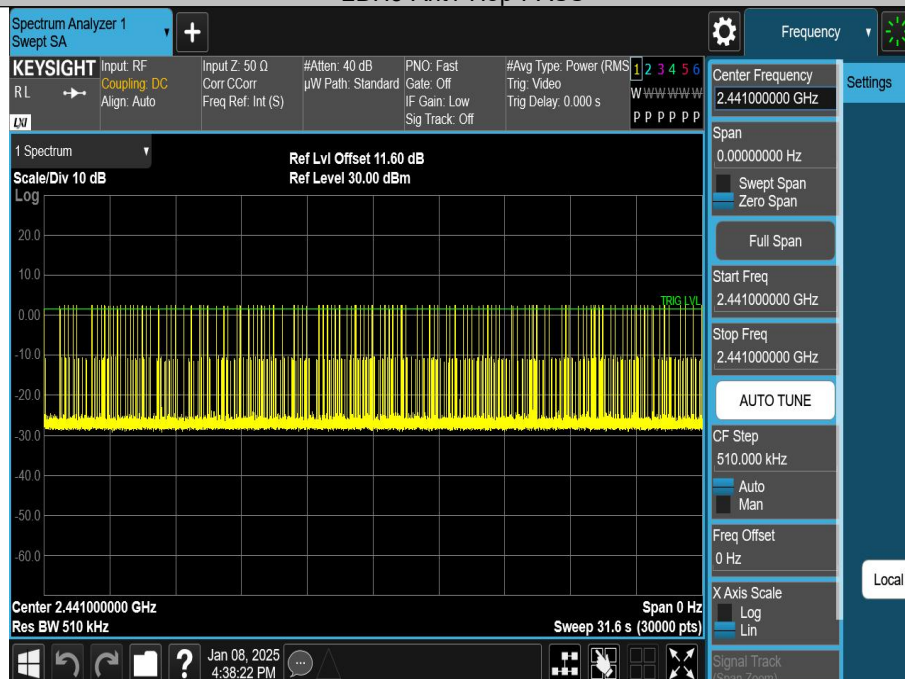 Spectrum Analyzer 1
Swept SA
Frequency
KEYSIGHT
RL
LXI
Input: RF
Coupling: DC
Align: Auto
Input Z: 50 Ω
Corr CCorr
Freq Ref: Int (S)
#Atten: 40 dB
µW Path: Standard
PNO: Fast
Gate: Off
IF Gain: Low
Sig Track: Off
#Avg Type: Power (RMS
Trig: Video
Trig Delay: 0.000 s
1 2 3 4 5 6
W W W W W W
P P P P P P
1 Spectrum
Scale/Div 10 dB
Ref Lvl Offset 11.60 dB
Ref Level 30.00 dBm
Log
20.0
10.0
0.00
-10.0
-20.0
-30.0
-40.0
-50.0
-60.0
TRIG LVL
Center 2.441000000 GHz
Res BW 510 kHz
Span 0 Hz
Sweep 31.6 s (30000 pts)
Center Frequency
2.441000000 GHz
Settings
Span
0.00000000 Hz
Swept Span
Zero Span
Full Span
Start Freq
2.441000000 GHz
Stop Freq
2.441000000 GHz
AUTO TUNE
CF Step
510.000 kHz
Auto
Man
Freq Offset
0 Hz
Local
X Axis Scale
Log
Lin
Signal Track
(Span Zoom)
?
Jan 08, 2025
4:38:22 PM